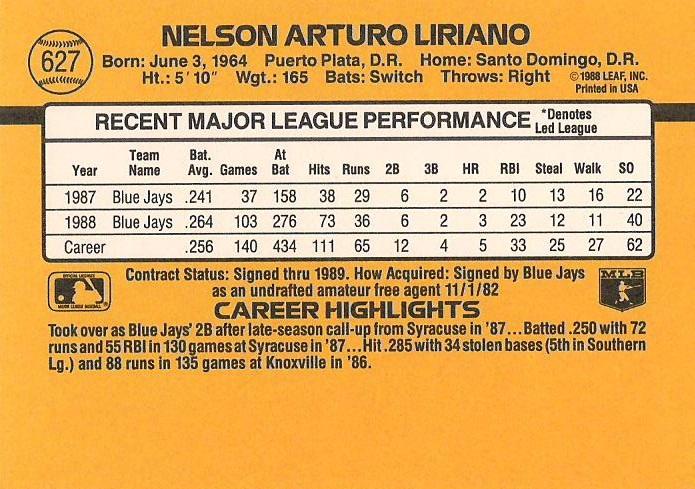 627
NELSON ARTURO LIRIANO
Born: June 3, 1964 Puerto Plata, D.R. Home: Santo Domingo, D.R.
Ht.: 5' 10" Wgt.: 165 Bats: Switch Throws: Right ©1988 LEAF, INC.
Printed in USA
RECENT MAJOR LEAGUE PERFORMANCE *Denotes
Led League
Year Team Name Bat. Avg. Games At Bat Hits Runs 2B 3B HR RBI Steal Walk SO
1987 Blue Jays .241 37 158 38 29 6 2 2 10 13 16 22
1988 Blue Jays .264 103 276 73 36 6 2 3 23 12 11 40
Career .256 140 434 111 65 12 4 5 33 25 27 62
OFFICIAL LICENSEE
MAJOR LEAGUE BASEBALL
MLB
Contract Status: Signed thru 1989. How Acquired: Signed by Blue Jays
as an undrafted amateur free agent 11/1/82
CAREER HIGHLIGHTS
Took over as Blue Jays' 2B after late-season call-up from Syracuse in '87...Batted .250 with 72
runs and 55 RBI in 130 games at Syracuse in '87...Hit .285 with 34 stolen bases (5th in Southern
Lg.) and 88 runs in 135 games at Knoxville in '86.